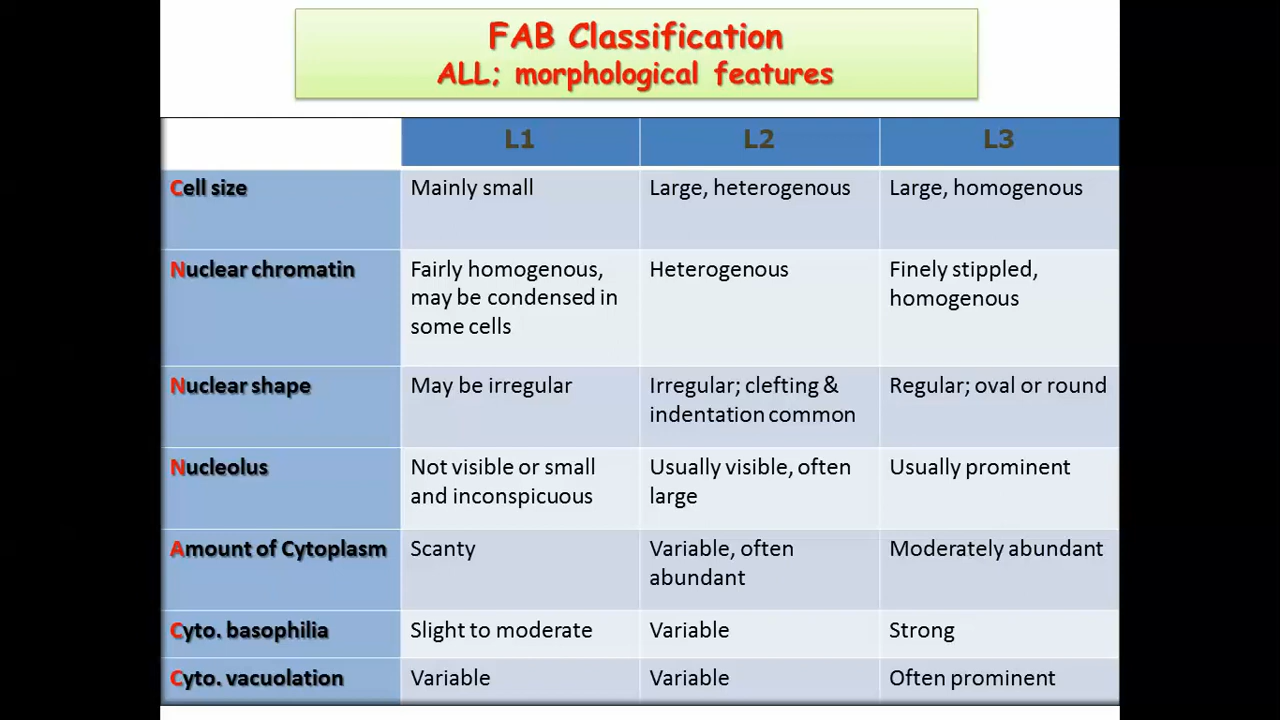 FAB Classification
ALL; morphological features
L1 L2 L3
Cell size Mainly small Large, heterogenous Large, homogenous
Nuclear chromatin Fairly homogenous, Heterogenous Finely stippled,
may be condensed in homogenous
some cells
Nuclear shape May be irregular Irregular; clefting & Regular; oval or round
indentation common
Nucleolus Not visible or small Usually visible, often Usually prominent
and inconspicuous large
Amount of Cytoplasm Scanty Variable, often Moderately abundant
abundant
Cyto. basophilia Slight to moderate Variable Strong
Cyto. vacuolation Variable Variable Often prominent